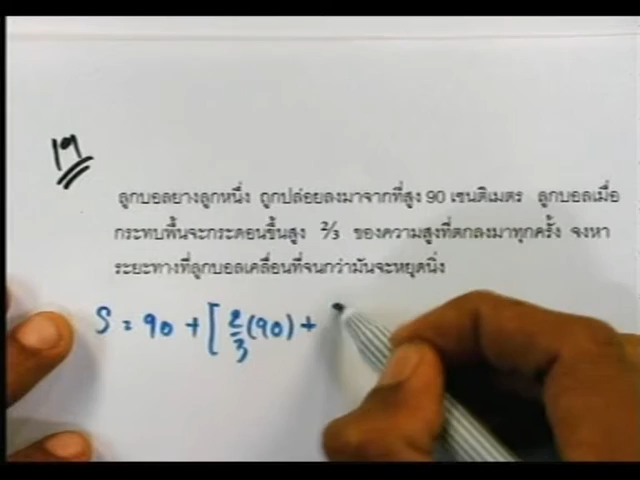 19
ลูกบอลยางลูกหนึ่ง ถูกปล่อยลงมาจากที่สูง 90 เซนติเมตร ลูกบอลเมื่อ
กระทบพื้นจะกระดอนขึ้นสูง 2/3 ของความสูงที่ตกลงมาทุกครั้ง จงหา
ระยะทางที่ลูกบอลเคลื่อนที่จนกว่ามันจะหยุดนิ่ง
S = 90 + [ 2/3 (90) +